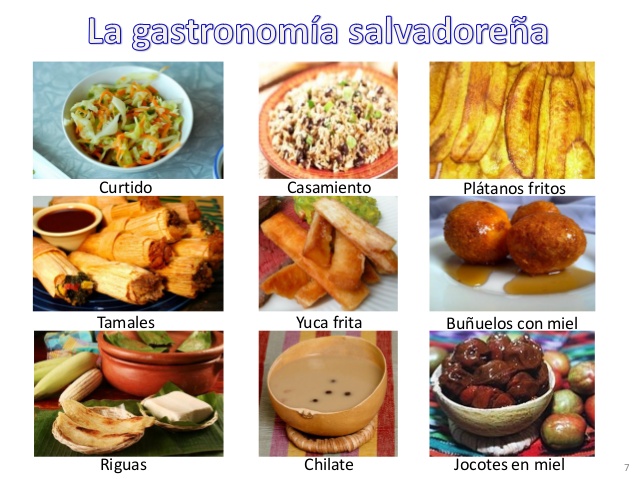 La gastronomía salvadoreña
Curtido
Casamiento
Plátanos fritos
Tamales
Yuca frita
Buñuelos con miel
Riguas
Chilate
Jocotes en miel
7